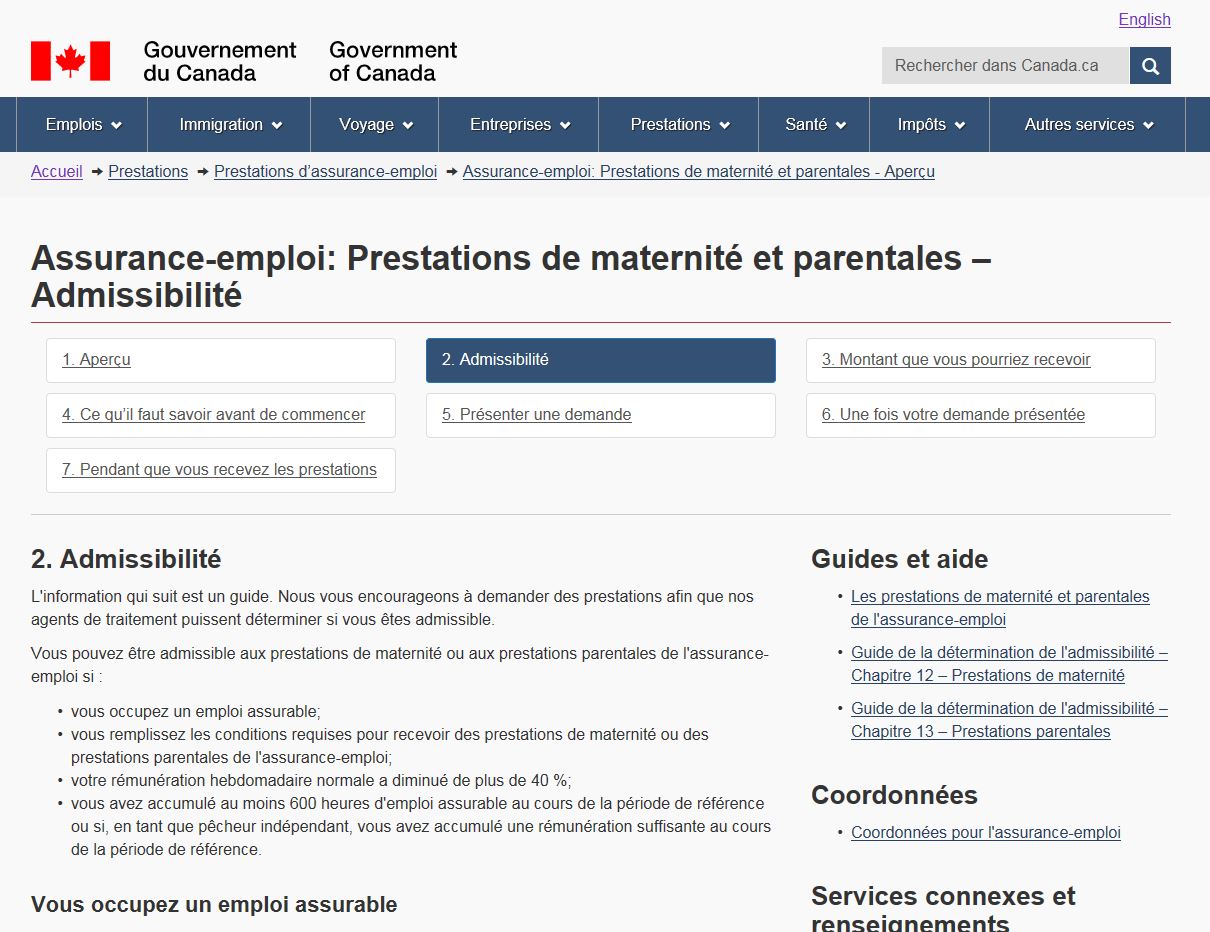 English
Gouvernement
du Canada
Government
of Canada
Rechercher dans Canada.ca
Emplois
Immigration
Voyage
Entreprises
Prestations
Santé
Impôts
Autres services
Accueil
Prestations
Prestations d’assurance-emploi
Assurance-emploi: Prestations de maternité et parentales - Aperçu
Assurance-emploi: Prestations de maternité et parentales –
Admissibilité
1. Aperçu
2. Admissibilité
3. Montant que vous pourriez recevoir
4. Ce qu’il faut savoir avant de commencer
5. Présenter une demande
6. Une fois votre demande présentée
7. Pendant que vous recevez les prestations
2. Admissibilité
L'information qui suit est un guide. Nous vous encourageons à demander des prestations afin que nos
agents de traitement puissent déterminer si vous êtes admissible.
Vous pouvez être admissible aux prestations de maternité ou aux prestations parentales de l'assurance-
emploi si :
• vous occupez un emploi assurable;
• vous remplissez les conditions requises pour recevoir des prestations de maternité ou des
prestations parentales de l'assurance-emploi;
• votre rémunération hebdomadaire normale a diminué de plus de 40 %;
• vous avez accumulé au moins 600 heures d'emploi assurable au cours de la période de référence
ou si, en tant que pêcheur indépendant, vous avez accumulé une rémunération suffisante au cours
de la période de référence.
Vous occupez un emploi assurable
Guides et aide
• Les prestations de maternité et parentales
de l'assurance-emploi
• Guide de la détermination de l'admissibilité –
Chapitre 12 – Prestations de maternité
• Guide de la détermination de l'admissibilité –
Chapitre 13 – Prestations parentales
Coordonnées
• Coordonnées pour l'assurance-emploi
Services connexes et
renseignements